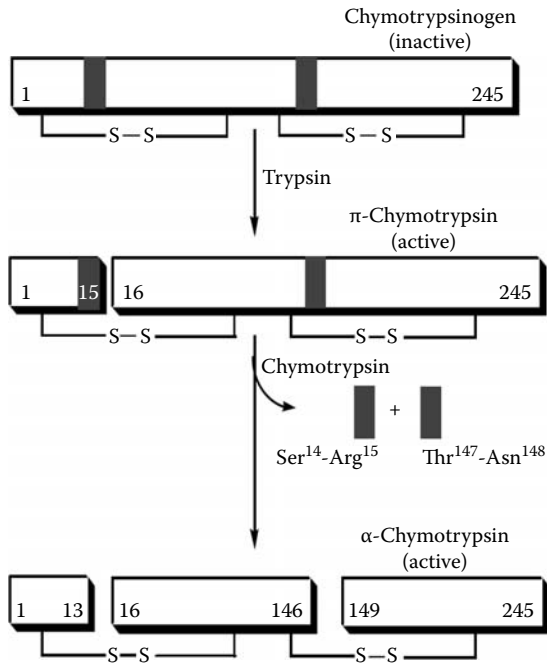 Chymotrypsinogen
(inactive)
1 245
S—S S—S
Trypsin
π-Chymotrypsin
(active)
1 15 16 245
S—S S—S
Chymotrypsin
+
Ser¹⁴-Arg¹⁵ Thr¹⁴⁷-Asn¹⁴⁸
α-Chymotrypsin
(active)
1 13 16 146 149 245
S—S S—S